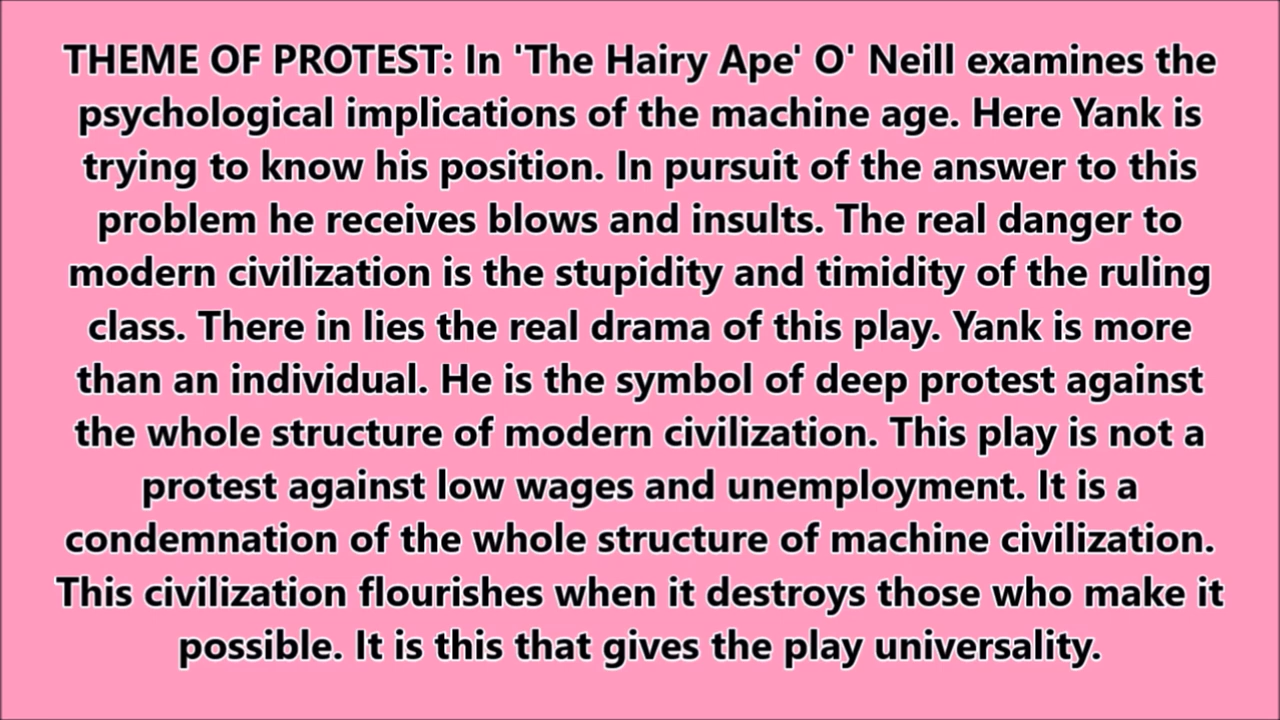 THEME OF PROTEST: In 'The Hairy Ape' O' Neill examines the
psychological implications of the machine age. Here Yank is
trying to know his position. In pursuit of the answer to this
problem he receives blows and insults. The real danger to
modern civilization is the stupidity and timidity of the ruling
class. There in lies the real drama of this play. Yank is more
than an individual. He is the symbol of deep protest against
the whole structure of modern civilization. This play is not a
protest against low wages and unemployment. It is a
condemnation of the whole structure of machine civilization.
This civilization flourishes when it destroys those who make it
possible. It is this that gives the play universality.